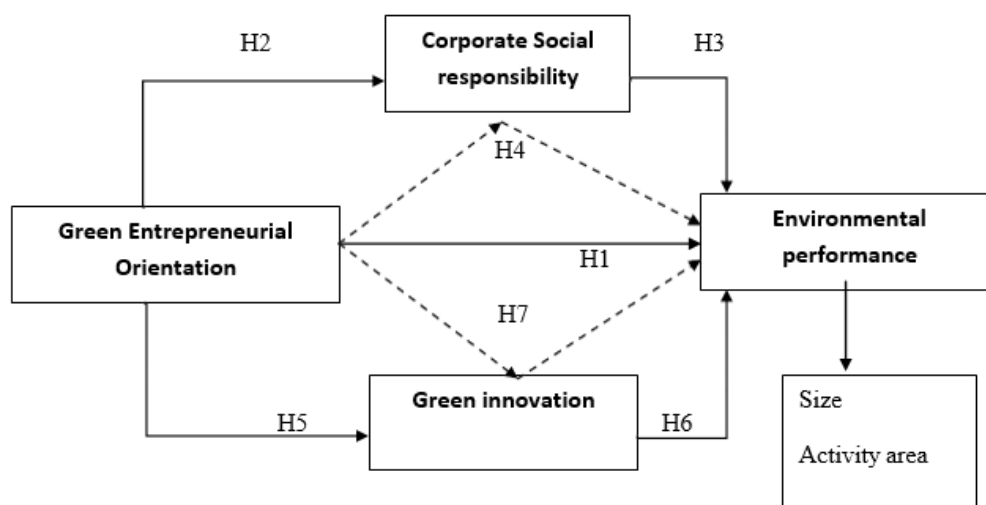 H2
Corporate Social
responsibility
H3
H4
Green Entrepreneurial
Orientation
Environmental
performance
H1
H7
Green innovation
H5
H6
Size
Activity area